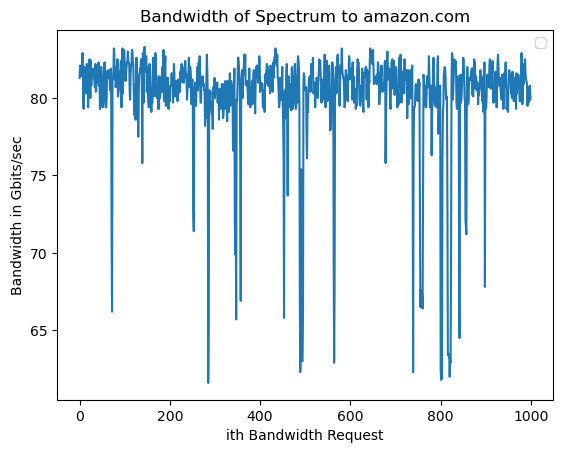 Bandwidth of Spectrum to amazon.com
Bandwidth in Gbits/sec
80
75
70
65
0 200 400 600 800 1000
ith Bandwidth Request